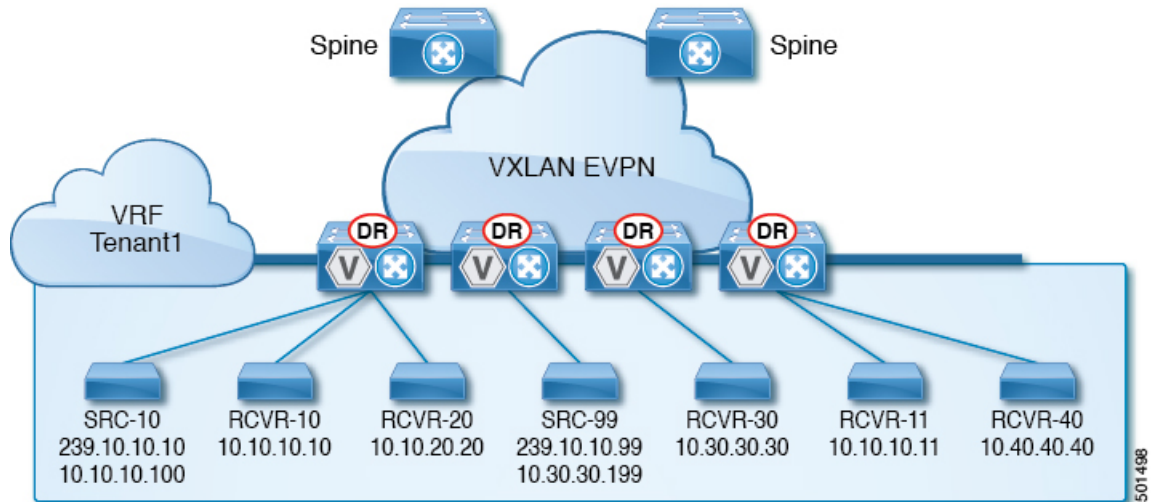 Spine
Spine
VXLAN EVPN
VRF
Tenant1
DR
DR
DR
DR
V
V
V
V
SRC-10
239.10.10.10
10.10.10.100
RCVR-10
10.10.10.10
RCVR-20
10.10.20.20
SRC-99
239.10.10.99
10.30.30.199
RCVR-30
10.30.30.30
RCVR-11
10.10.10.11
RCVR-40
10.40.40.40
501498